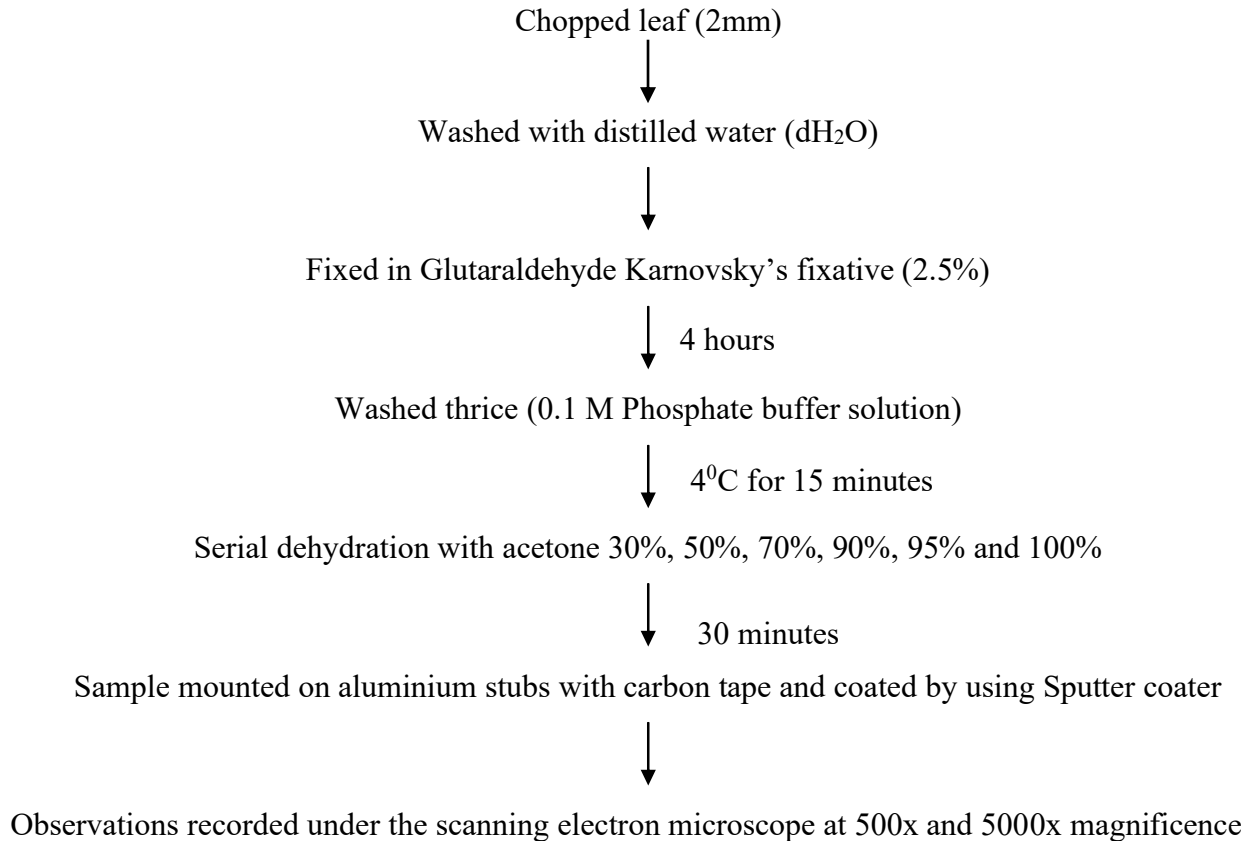 Chopped leaf (2mm)
Washed with distilled water (dH₂O)
Fixed in Glutaraldehyde Karnovsky’s fixative (2.5%)
4 hours
Washed thrice (0.1 M Phosphate buffer solution)
4⁰C for 15 minutes
Serial dehydration with acetone 30%, 50%, 70%, 90%, 95% and 100%
30 minutes
Sample mounted on aluminium stubs with carbon tape and coated by using Sputter coater
Observations recorded under the scanning electron microscope at 500x and 5000x magnificence